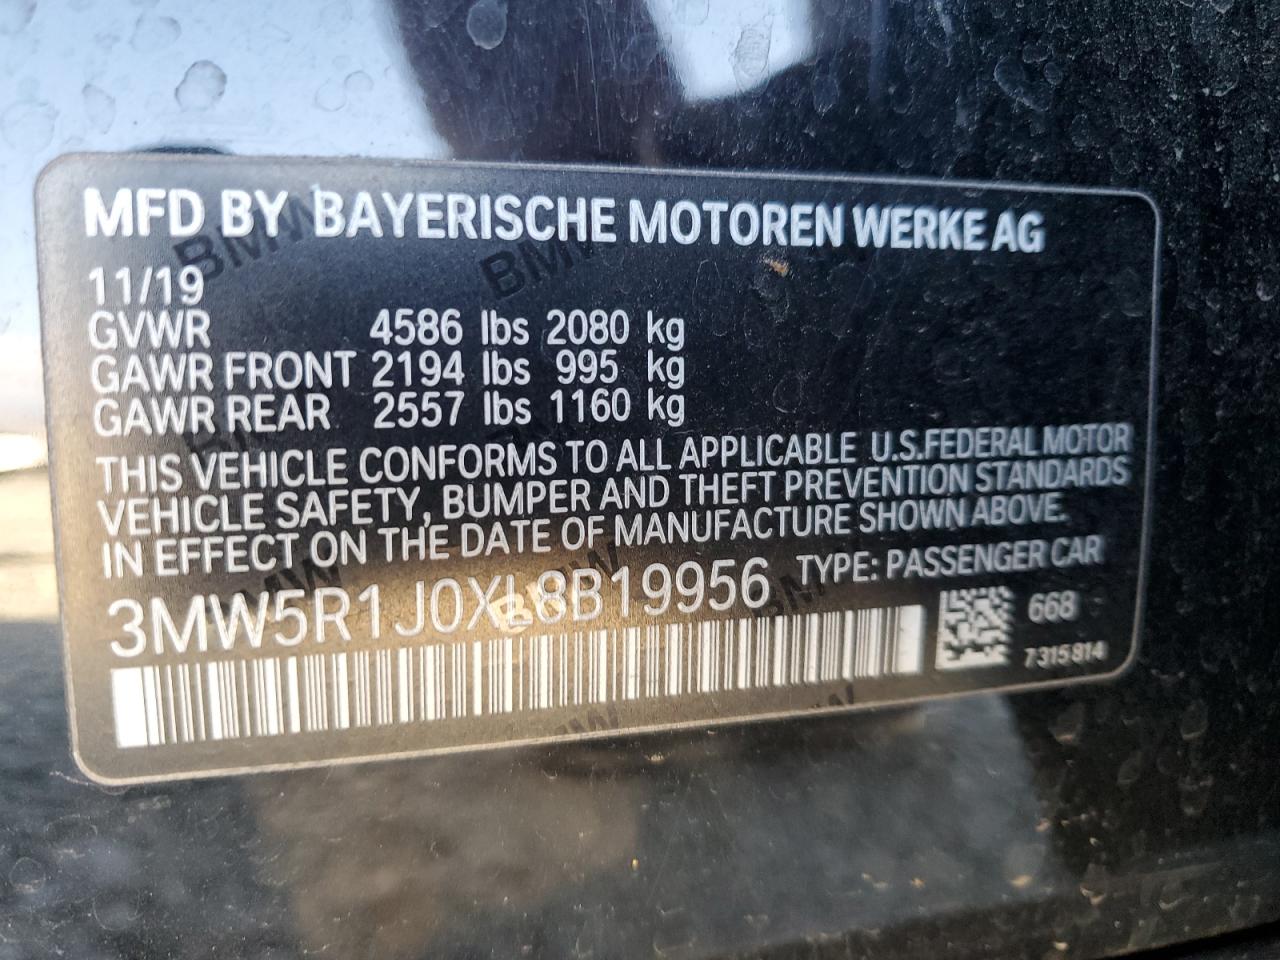 MFD BY BAYERISCHE MOTOREN WERKE AG
11/19
GVWR 4586 lbs 2080 kg
GAWR FRONT 2194 lbs 995 kg
GAWR REAR 2557 lbs 1160 kg
THIS VEHICLE CONFORMS TO ALL APPLICABLE U.S.FEDERAL MOTOR
VEHICLE SAFETY, BUMPER AND THEFT PREVENTION STANDARDS
IN EFFECT ON THE DATE OF MANUFACTURE SHOWN ABOVE.
3MW5R1J0XL8B19956 TYPE: PASSENGER CAR
668
7315814